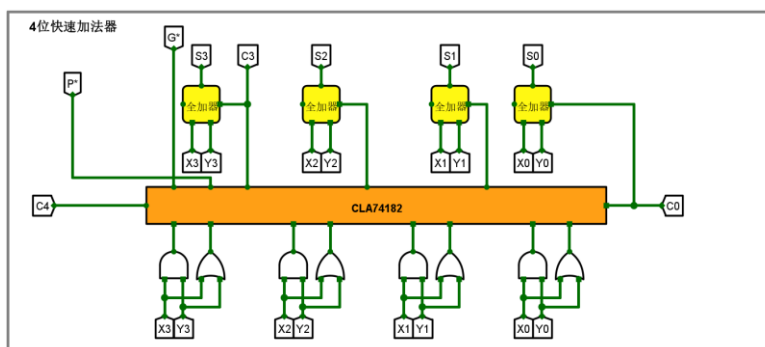 4位快速加法器
G*
S3 C3 S2 S1 S0
P*
全加器 全加器 全加器 全加器
X3 Y3 X2 Y2 X1 Y1 X0 Y0
C4 CLA74182 C0
X3 Y3 X2 Y2 X1 Y1 X0 Y0